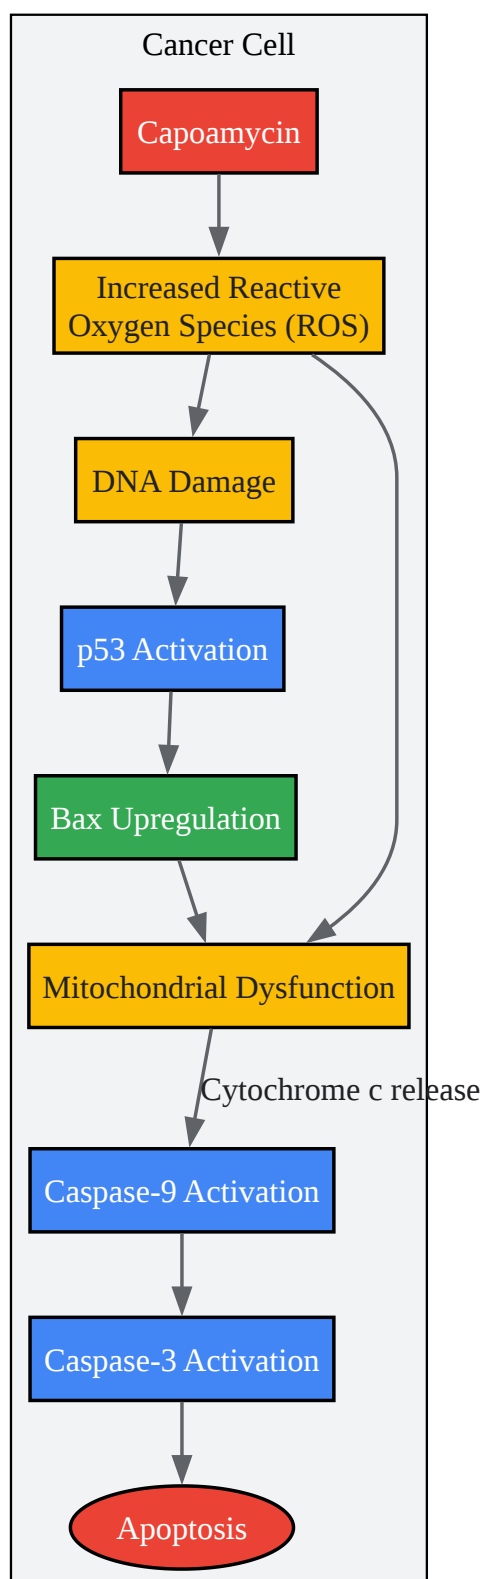 Cancer Cell
Capoamycin
Increased Reactive
Oxygen Species (ROS)
DNA Damage
p53 Activation
Bax Upregulation
Mitochondrial Dysfunction
Cytochrome c release
Caspase-9 Activation
Caspase-3 Activation
Apoptosis